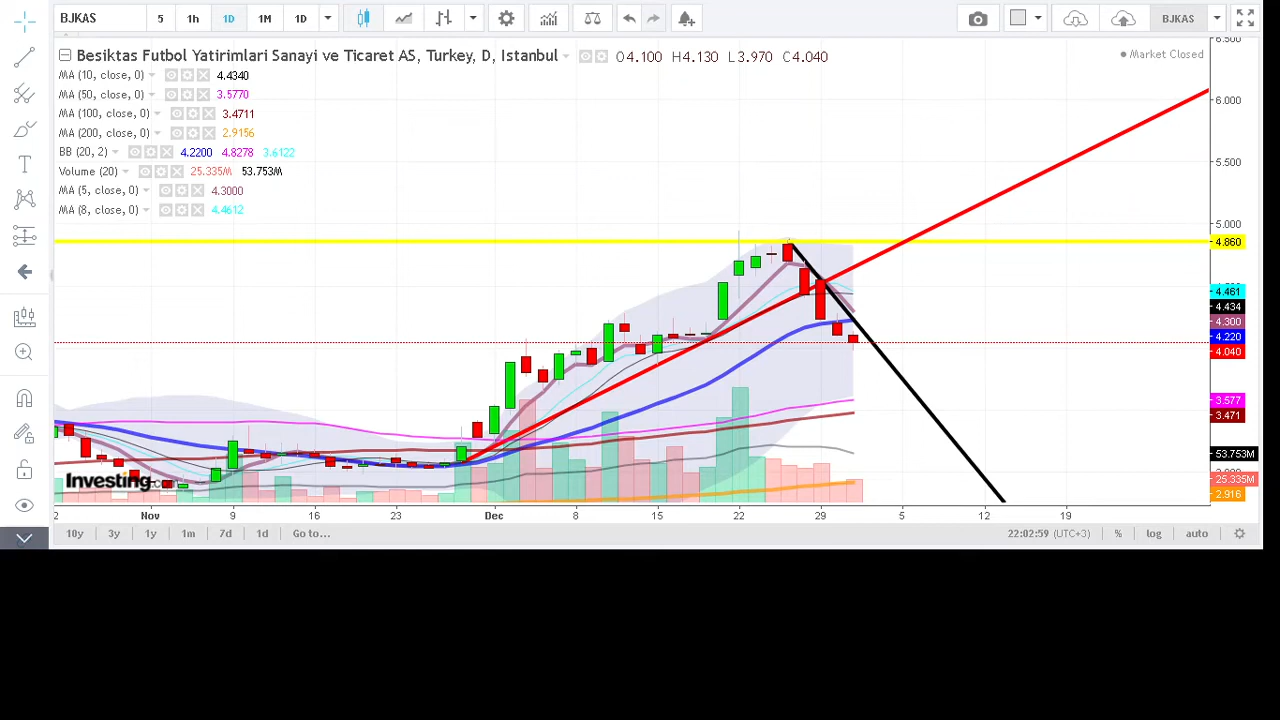 BJKAS 5 1h 1D 1M 1D BJKAS
Besiktas Futbol Yatirimlari Sanayi ve Ticaret AS, Turkey, D, Istanbul O4.100 H4.130 L3.970 C4.040 Market Closed
MA (10, close, 0) 4.4340
MA (50, close, 0) 3.5770
MA (100, close, 0) 3.4711
MA (200, close, 0) 2.9156
BB (20, 2) 4.2200 4.8278 3.6122
Volume (20) 25.335M 53.753M
MA (5, close, 0) 4.3000
MA (8, close, 0) 4.4612
6.500
6.000
5.500
5.000
4.860
4.461
4.434
4.300
4.220
4.040
3.577
3.471
53.753M
25.335M
2.916
Investing
2 Nov 9 16 23 Dec 8 15 22 29 5 12 19
10y 3y 1y 1m 7d 1d Go to... 22:02:59 (UTC+3) % log auto